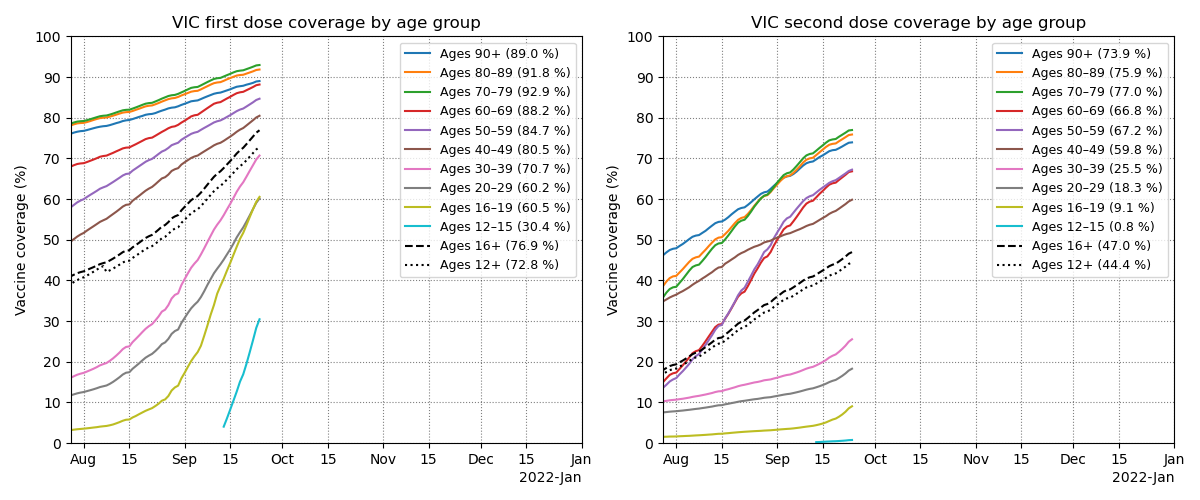 VIC first dose coverage by age group
Vaccine coverage (%)
100
90
80
70
60
50
40
30
20
10
0
Ages 90+ (89.0 %)
Ages 80–89 (91.8 %)
Ages 70–79 (92.9 %)
Ages 60–69 (88.2 %)
Ages 50–59 (84.7 %)
Ages 40–49 (80.5 %)
Ages 30–39 (70.7 %)
Ages 20–29 (60.2 %)
Ages 16–19 (60.5 %)
Ages 12–15 (30.4 %)
Ages 16+ (76.9 %)
Ages 12+ (72.8 %)
Aug 15 Sep 15 Oct 15 Nov 15 Dec 15 Jan
2022-Jan
VIC second dose coverage by age group
Vaccine coverage (%)
100
90
80
70
60
50
40
30
20
10
0
Ages 90+ (73.9 %)
Ages 80–89 (75.9 %)
Ages 70–79 (77.0 %)
Ages 60–69 (66.8 %)
Ages 50–59 (67.2 %)
Ages 40–49 (59.8 %)
Ages 30–39 (25.5 %)
Ages 20–29 (18.3 %)
Ages 16–19 (9.1 %)
Ages 12–15 (0.8 %)
Ages 16+ (47.0 %)
Ages 12+ (44.4 %)
Aug 15 Sep 15 Oct 15 Nov 15 Dec 15 Jan
2022-Jan